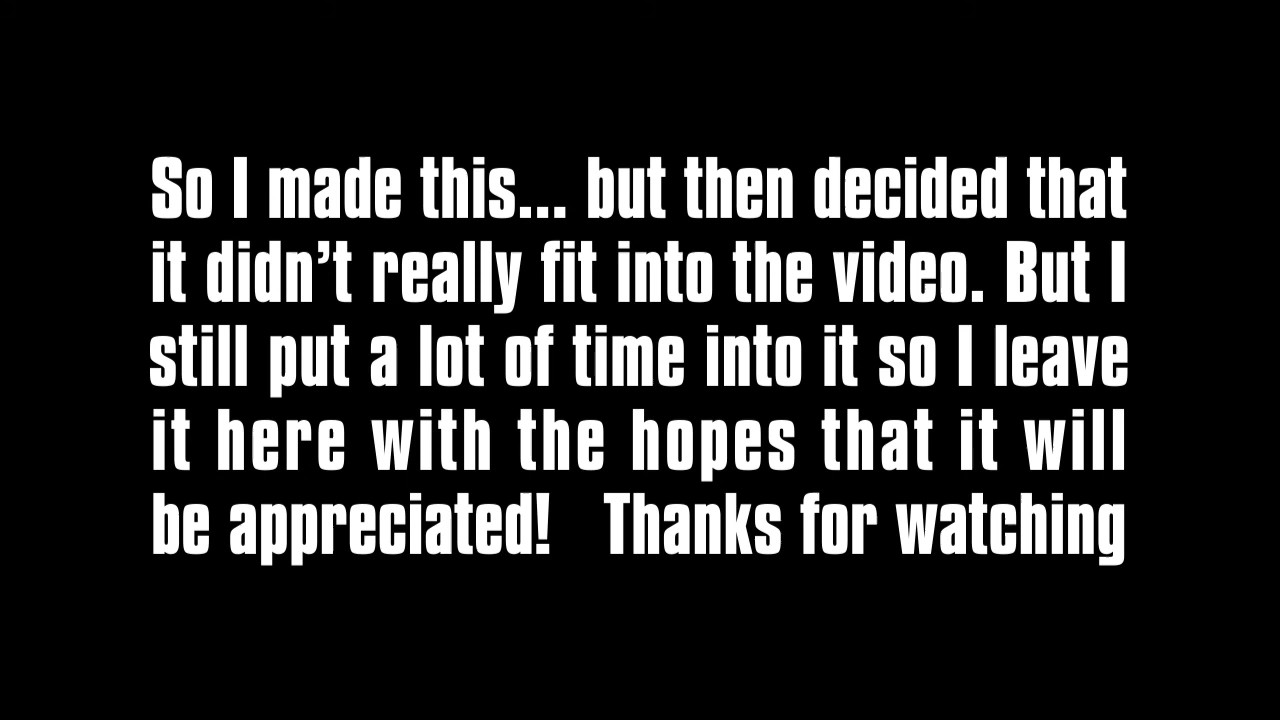 So I made this... but then decided that
it didn’t really fit into the video. But I
still put a lot of time into it so I leave
it here with the hopes that it will
be appreciated!   Thanks for watching